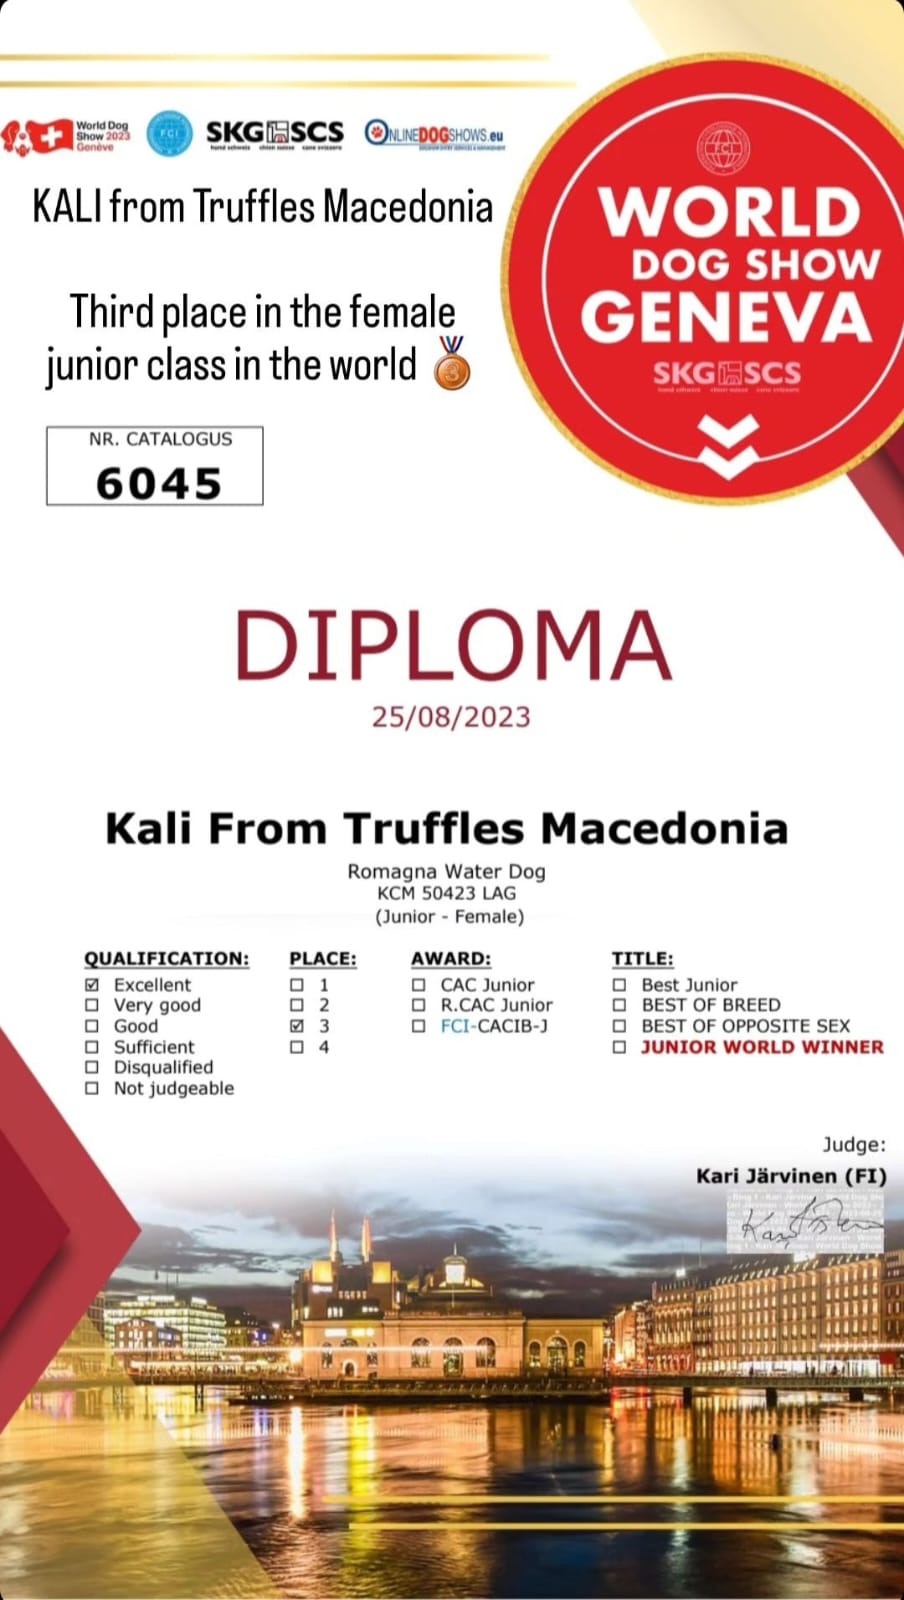 World Dog
Show 2023
Genève
FCI
SKG SCS
ONLINEDOGSHOWS.eu
KALI from Truffles Macedonia
Third place in the female
junior class in the world 🥉
NR. CATALOGUS
6045
FCI
WORLD
DOG SHOW
GENEVA
SKG SCS
DIPLOMA
25/08/2023
Kali From Truffles Macedonia
Romagna Water Dog
KCM 50423 LAG
(Junior - Female)
QUALIFICATION:
☑ Excellent
☐ Very good
☐ Good
☐ Sufficient
☐ Disqualified
☐ Not judgeable
PLACE:
☐ 1
☐ 2
☑ 3
☐ 4
AWARD:
☐ CAC Junior
☐ R.CAC Junior
☐ FCI-CACIB-J
TITLE:
☐ Best Junior
☐ BEST OF BREED
☐ BEST OF OPPOSITE SEX
☐ JUNIOR WORLD WINNER
Judge:
Kari Järvinen (FI)